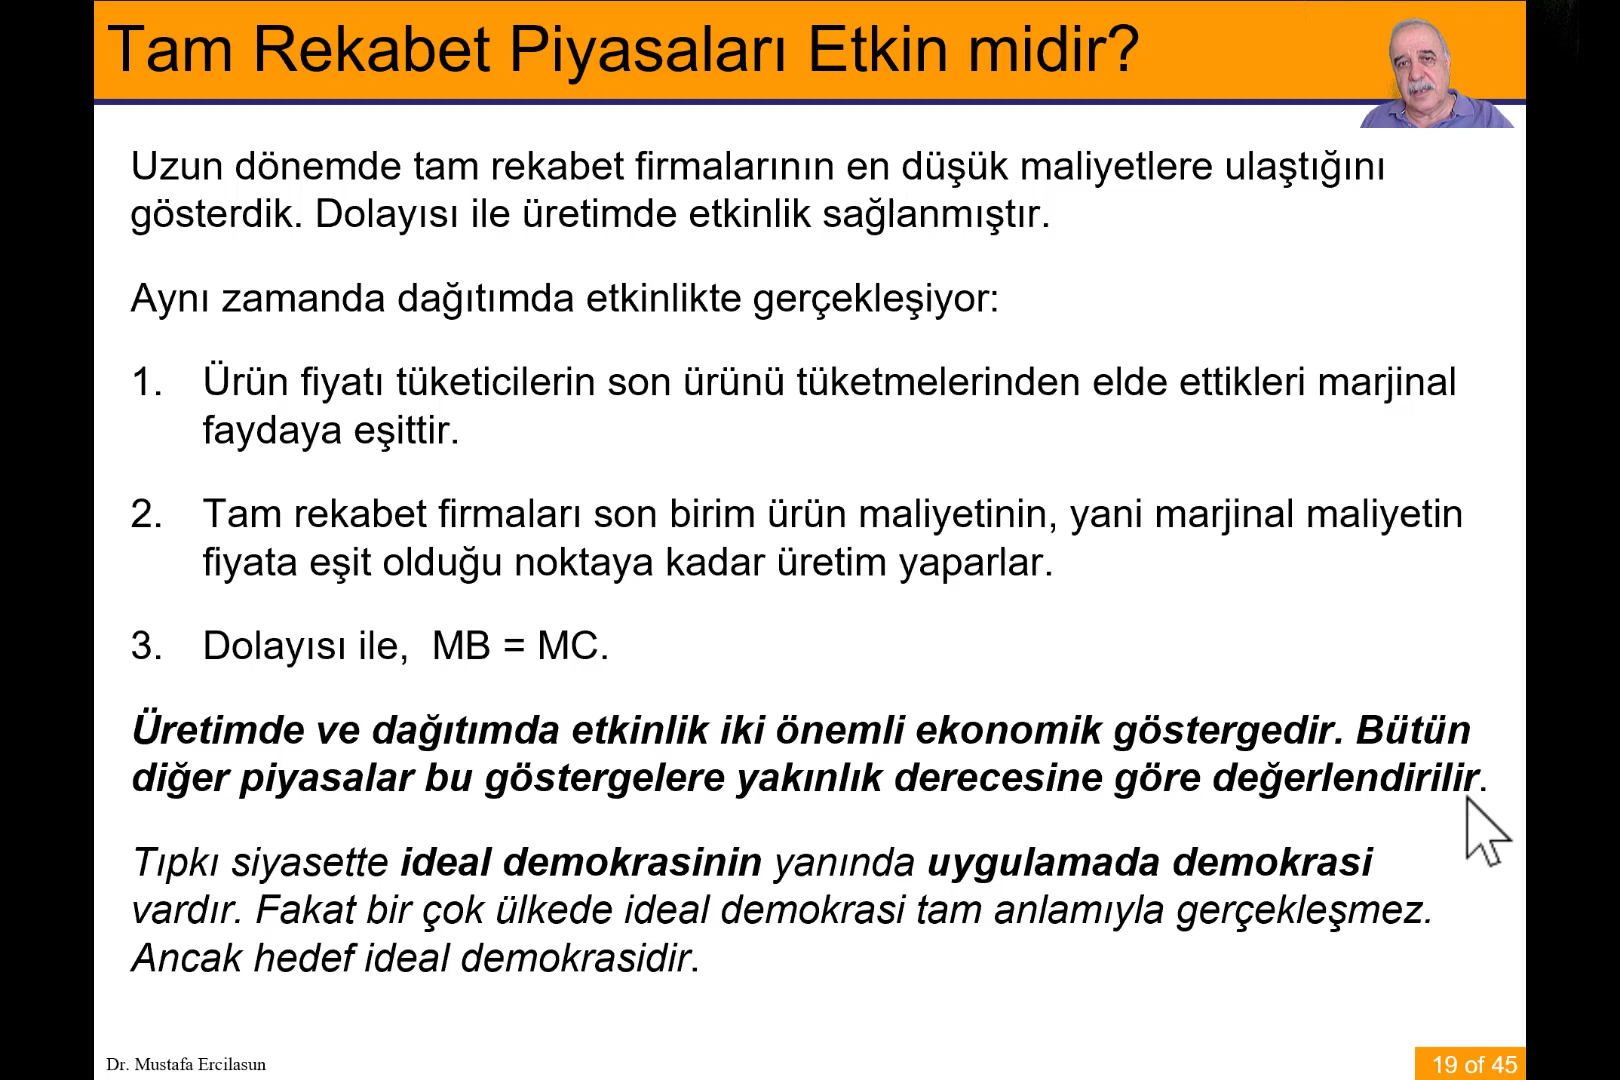 Tam Rekabet Piyasaları Etkin midir?
Uzun dönemde tam rekabet firmalarının en düşük maliyetlere ulaştığını
gösterdik. Dolayısı ile üretimde etkinlik sağlanmıştır.
Aynı zamanda dağıtımda etkinlikte gerçekleşiyor:
1. Ürün fiyatı tüketicilerin son ürünü tüketmelerinden elde ettikleri marjinal
faydaya eşittir.
2. Tam rekabet firmaları son birim ürün maliyetinin, yani marjinal maliyetin
fiyata eşit olduğu noktaya kadar üretim yaparlar.
3. Dolayısı ile, MB = MC.
Üretimde ve dağıtımda etkinlik iki önemli ekonomik göstergedir. Bütün
diğer piyasalar bu göstergelere yakınlık derecesine göre değerlendirilir.
Tıpkı siyasette ideal demokrasinin yanında uygulamada demokrasi
vardır. Fakat bir çok ülkede ideal demokrasi tam anlamıyla gerçekleşmez.
Ancak hedef ideal demokrasidir.
Dr. Mustafa Ercilasun
19 of 45